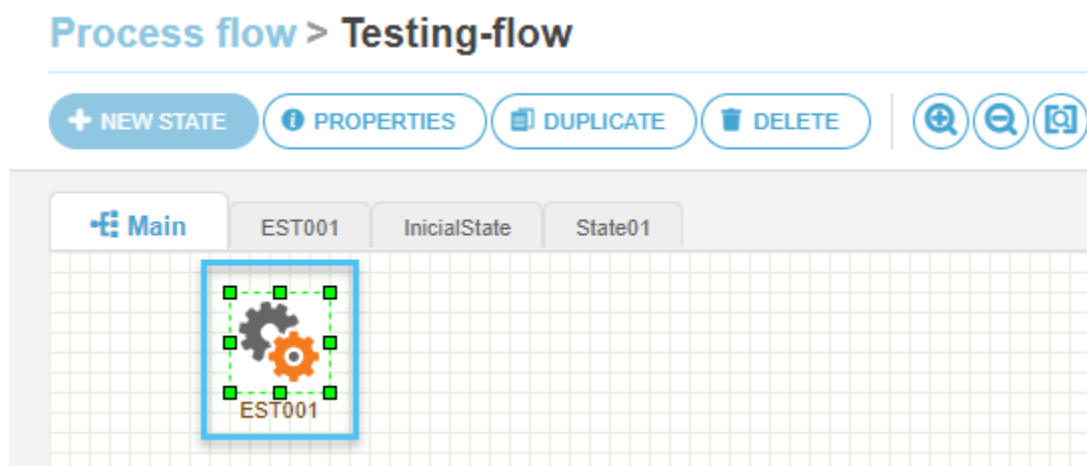 Process flow > Testing-flow
NEW STATE PROPERTIES DUPLICATE DELETE
Main EST001 InicialState State01
EST001